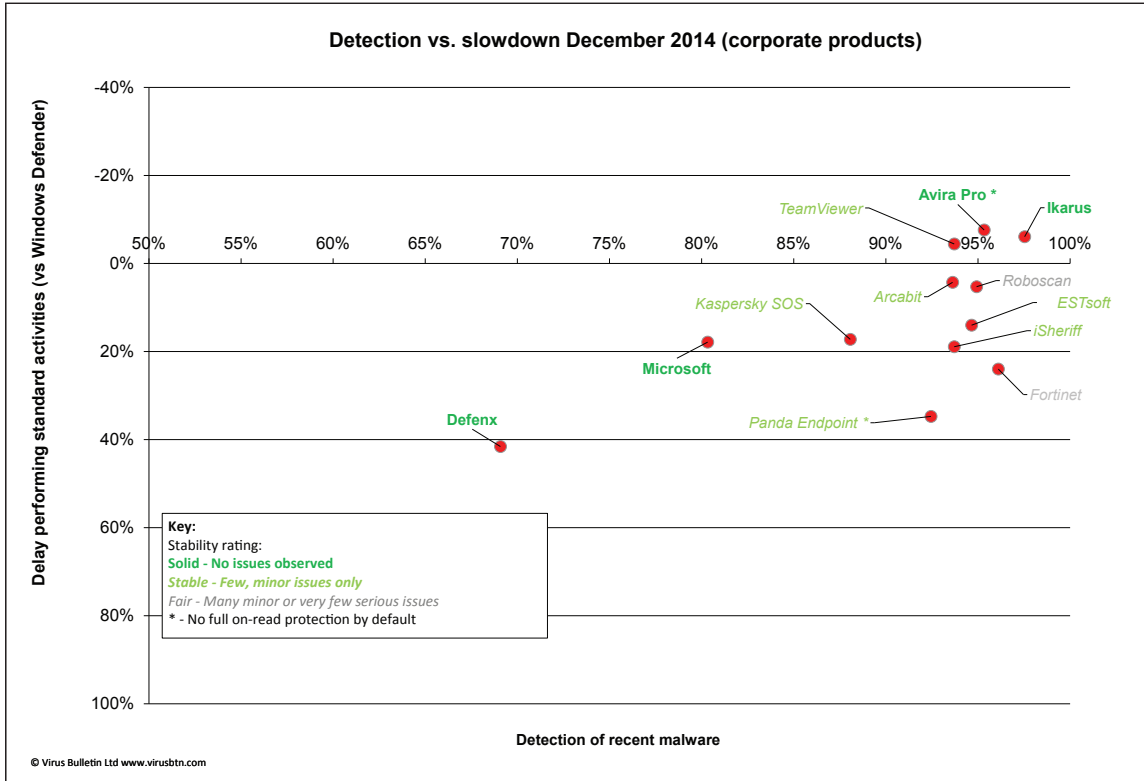 Detection vs. slowdown December 2014 (corporate products)
Delay performing standard activities (vs Windows Defender)
-40%
-20%
Avira Pro *
TeamViewer
Ikarus
50% 55% 60% 65% 70% 75% 80% 85% 90% 95% 100%
0%
Roboscan
Arcabit
Kaspersky SOS
ESTsoft
iSheriff
20%
Microsoft
Fortinet
Defenx
Panda Endpoint *
40%
Key:
Stability rating:
Solid - No issues observed
Stable - Few, minor issues only
Fair - Many minor or very few serious issues
* - No full on-read protection by default
60%
80%
100%
Detection of recent malware
© Virus Bulletin Ltd www.virusbtn.com